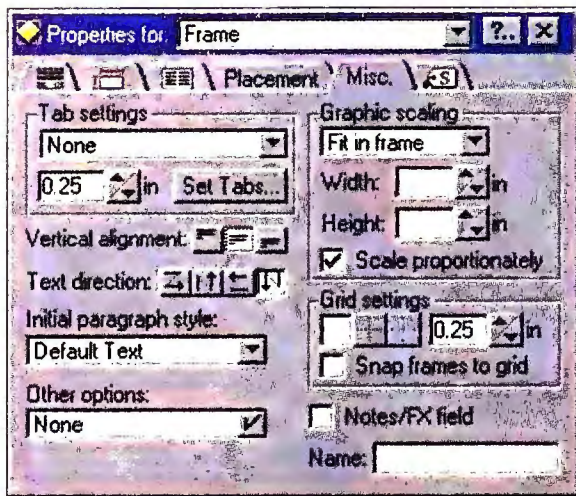 Properties for: Frame ?..
Placement Misc. S
Tab settings
None
0.25 in Set Tabs...
Vertical alignment:
Text direction:
Initial paragraph style:
Default Text
Other options:
None
Graphic scaling
Fit in frame
Width: in
Height: in
Scale proportionately
Grid settings
0.25 in
Snap frames to grid
Notes/FX field
Name: